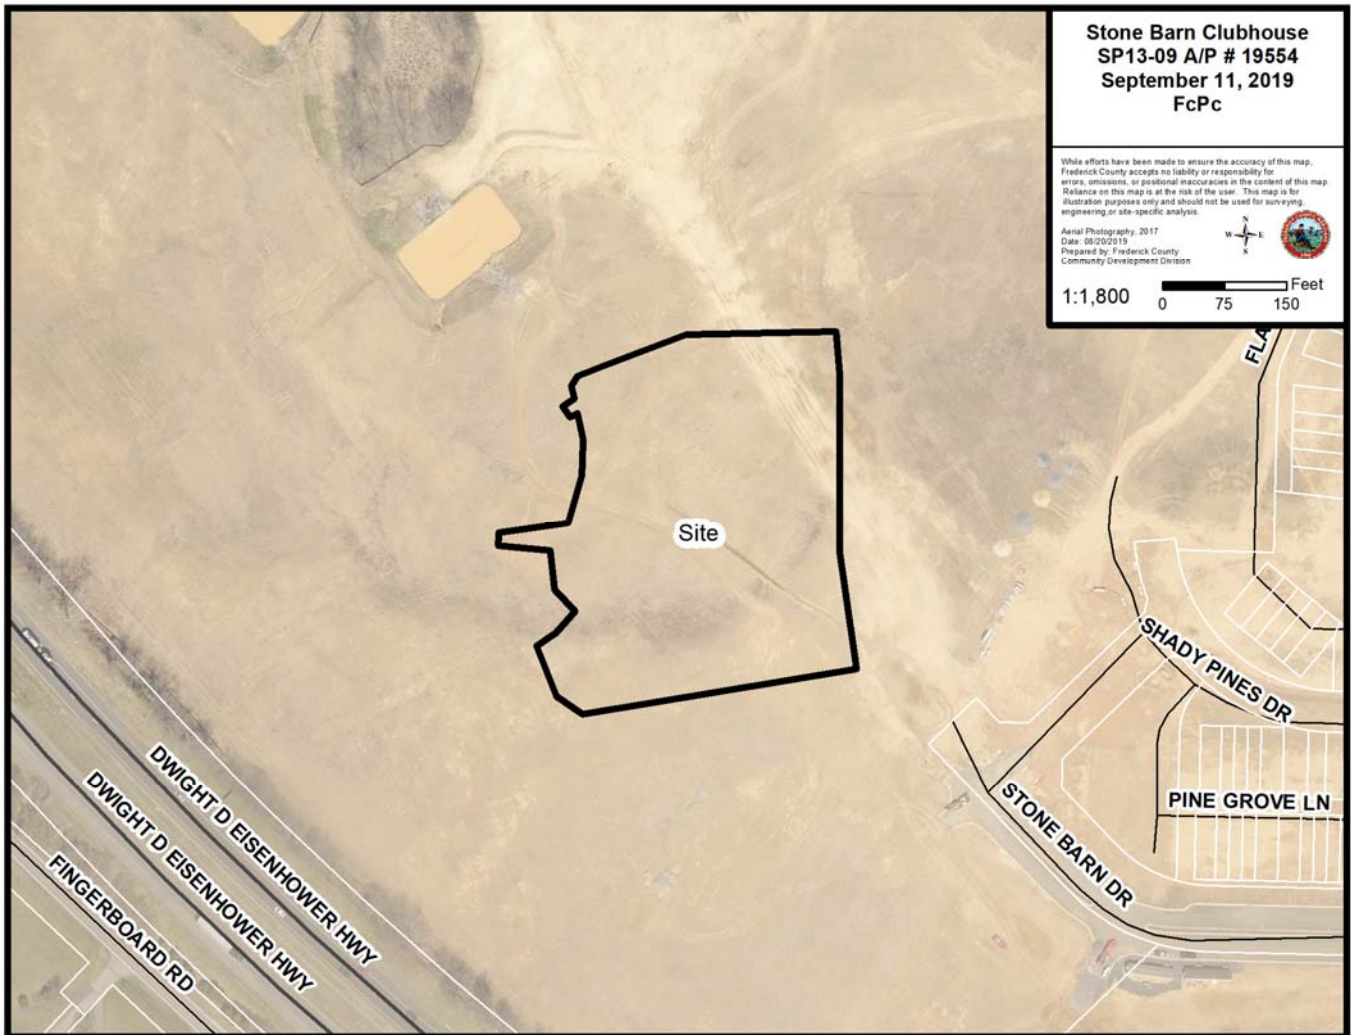 Stone Barn Clubhouse
SP13-09 A/P # 19554
September 11, 2019
FcPc
While efforts have been made to ensure the accuracy of this map,
Frederick County accepts no liability or responsibility for
errors, omissions, or positional inaccuracies in the content of this map.
Reliance on this map is at the risk of the user. This map is for
illustration purposes only and should not be used for surveying,
engineering,or site-specific analysis.
Aerial Photography, 2017
Date: 08/20/2019
Prepared by: Frederick County
Community Development Division
N
W E
S
1:1,800
Feet
0 75 150
FLA
Site
SHADY PINES DR
PINE GROVE LN
STONE BARN DR
DWIGHT D EISENHOWER HWY
DWIGHT D EISENHOWER HWY
FINGERBOARD RD